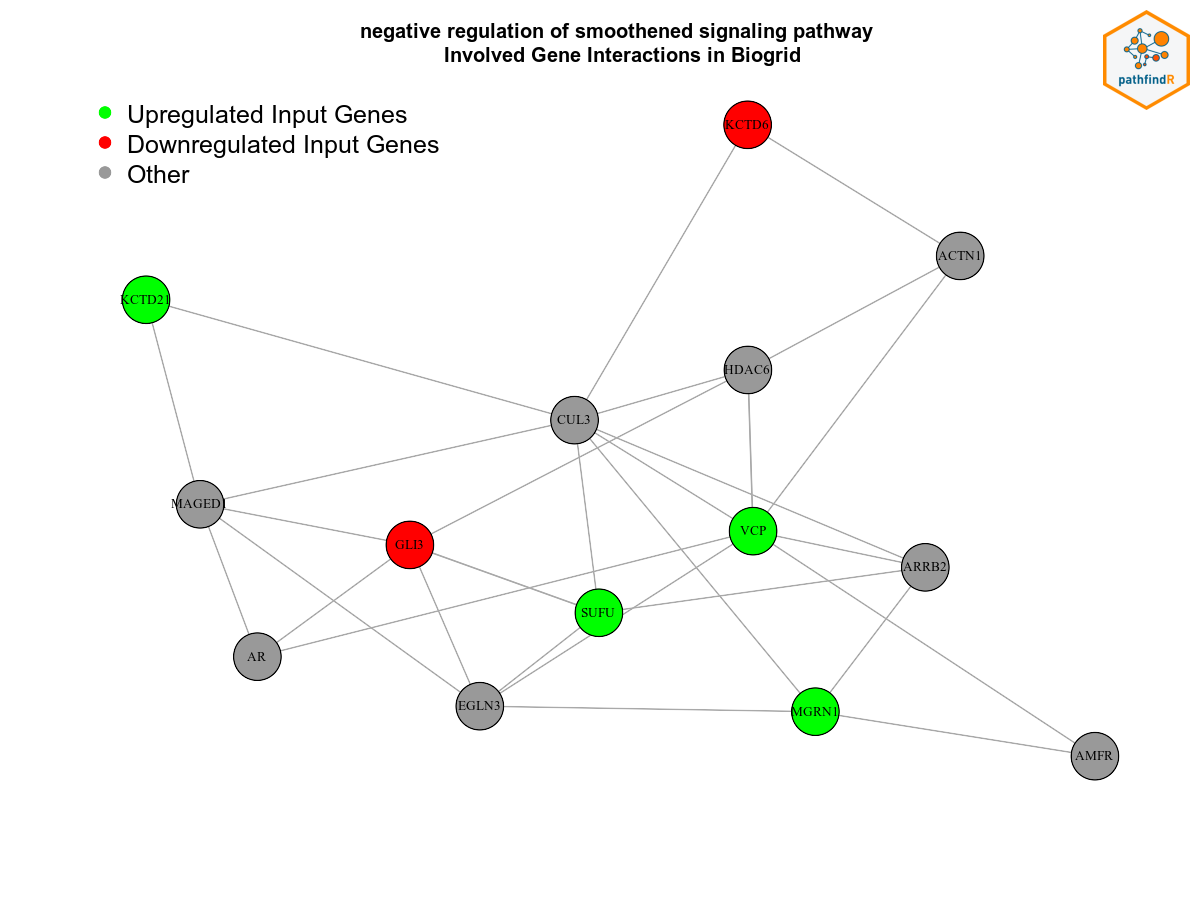 negative regulation of smoothened signaling pathway
Involved Gene Interactions in Biogrid
pathfindR
Upregulated Input Genes
Downregulated Input Genes
Other
KCTD6
ACTN1
KCTD21
HDAC6
CUL3
MAGED1
GLI3
VCP
ARRB2
SUFU
AR
EGLN3
MGRN1
AMFR